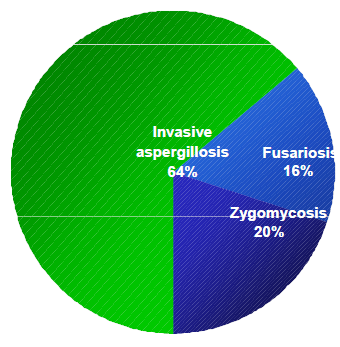 Invasive
aspergillosis
64%
Fusariosis
16%
Zygomycosis
20%